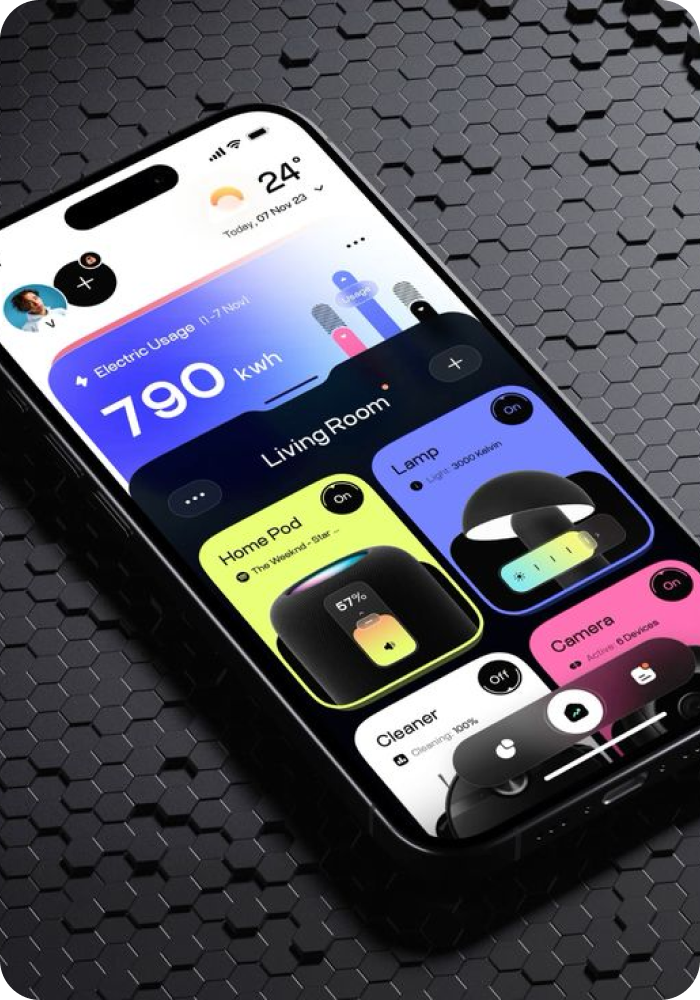 24°
Today, 07 Nov 23
Electric Usage (1-7 Nov)
Usage
790 kwh
Living Room
Home Pod
On
The Weeknd - Star ...
57%
Lamp
On
Light: 3000 Kelvin
Cleaner
Off
Cleaning: 100%
Camera
On
Active: 6 Devices